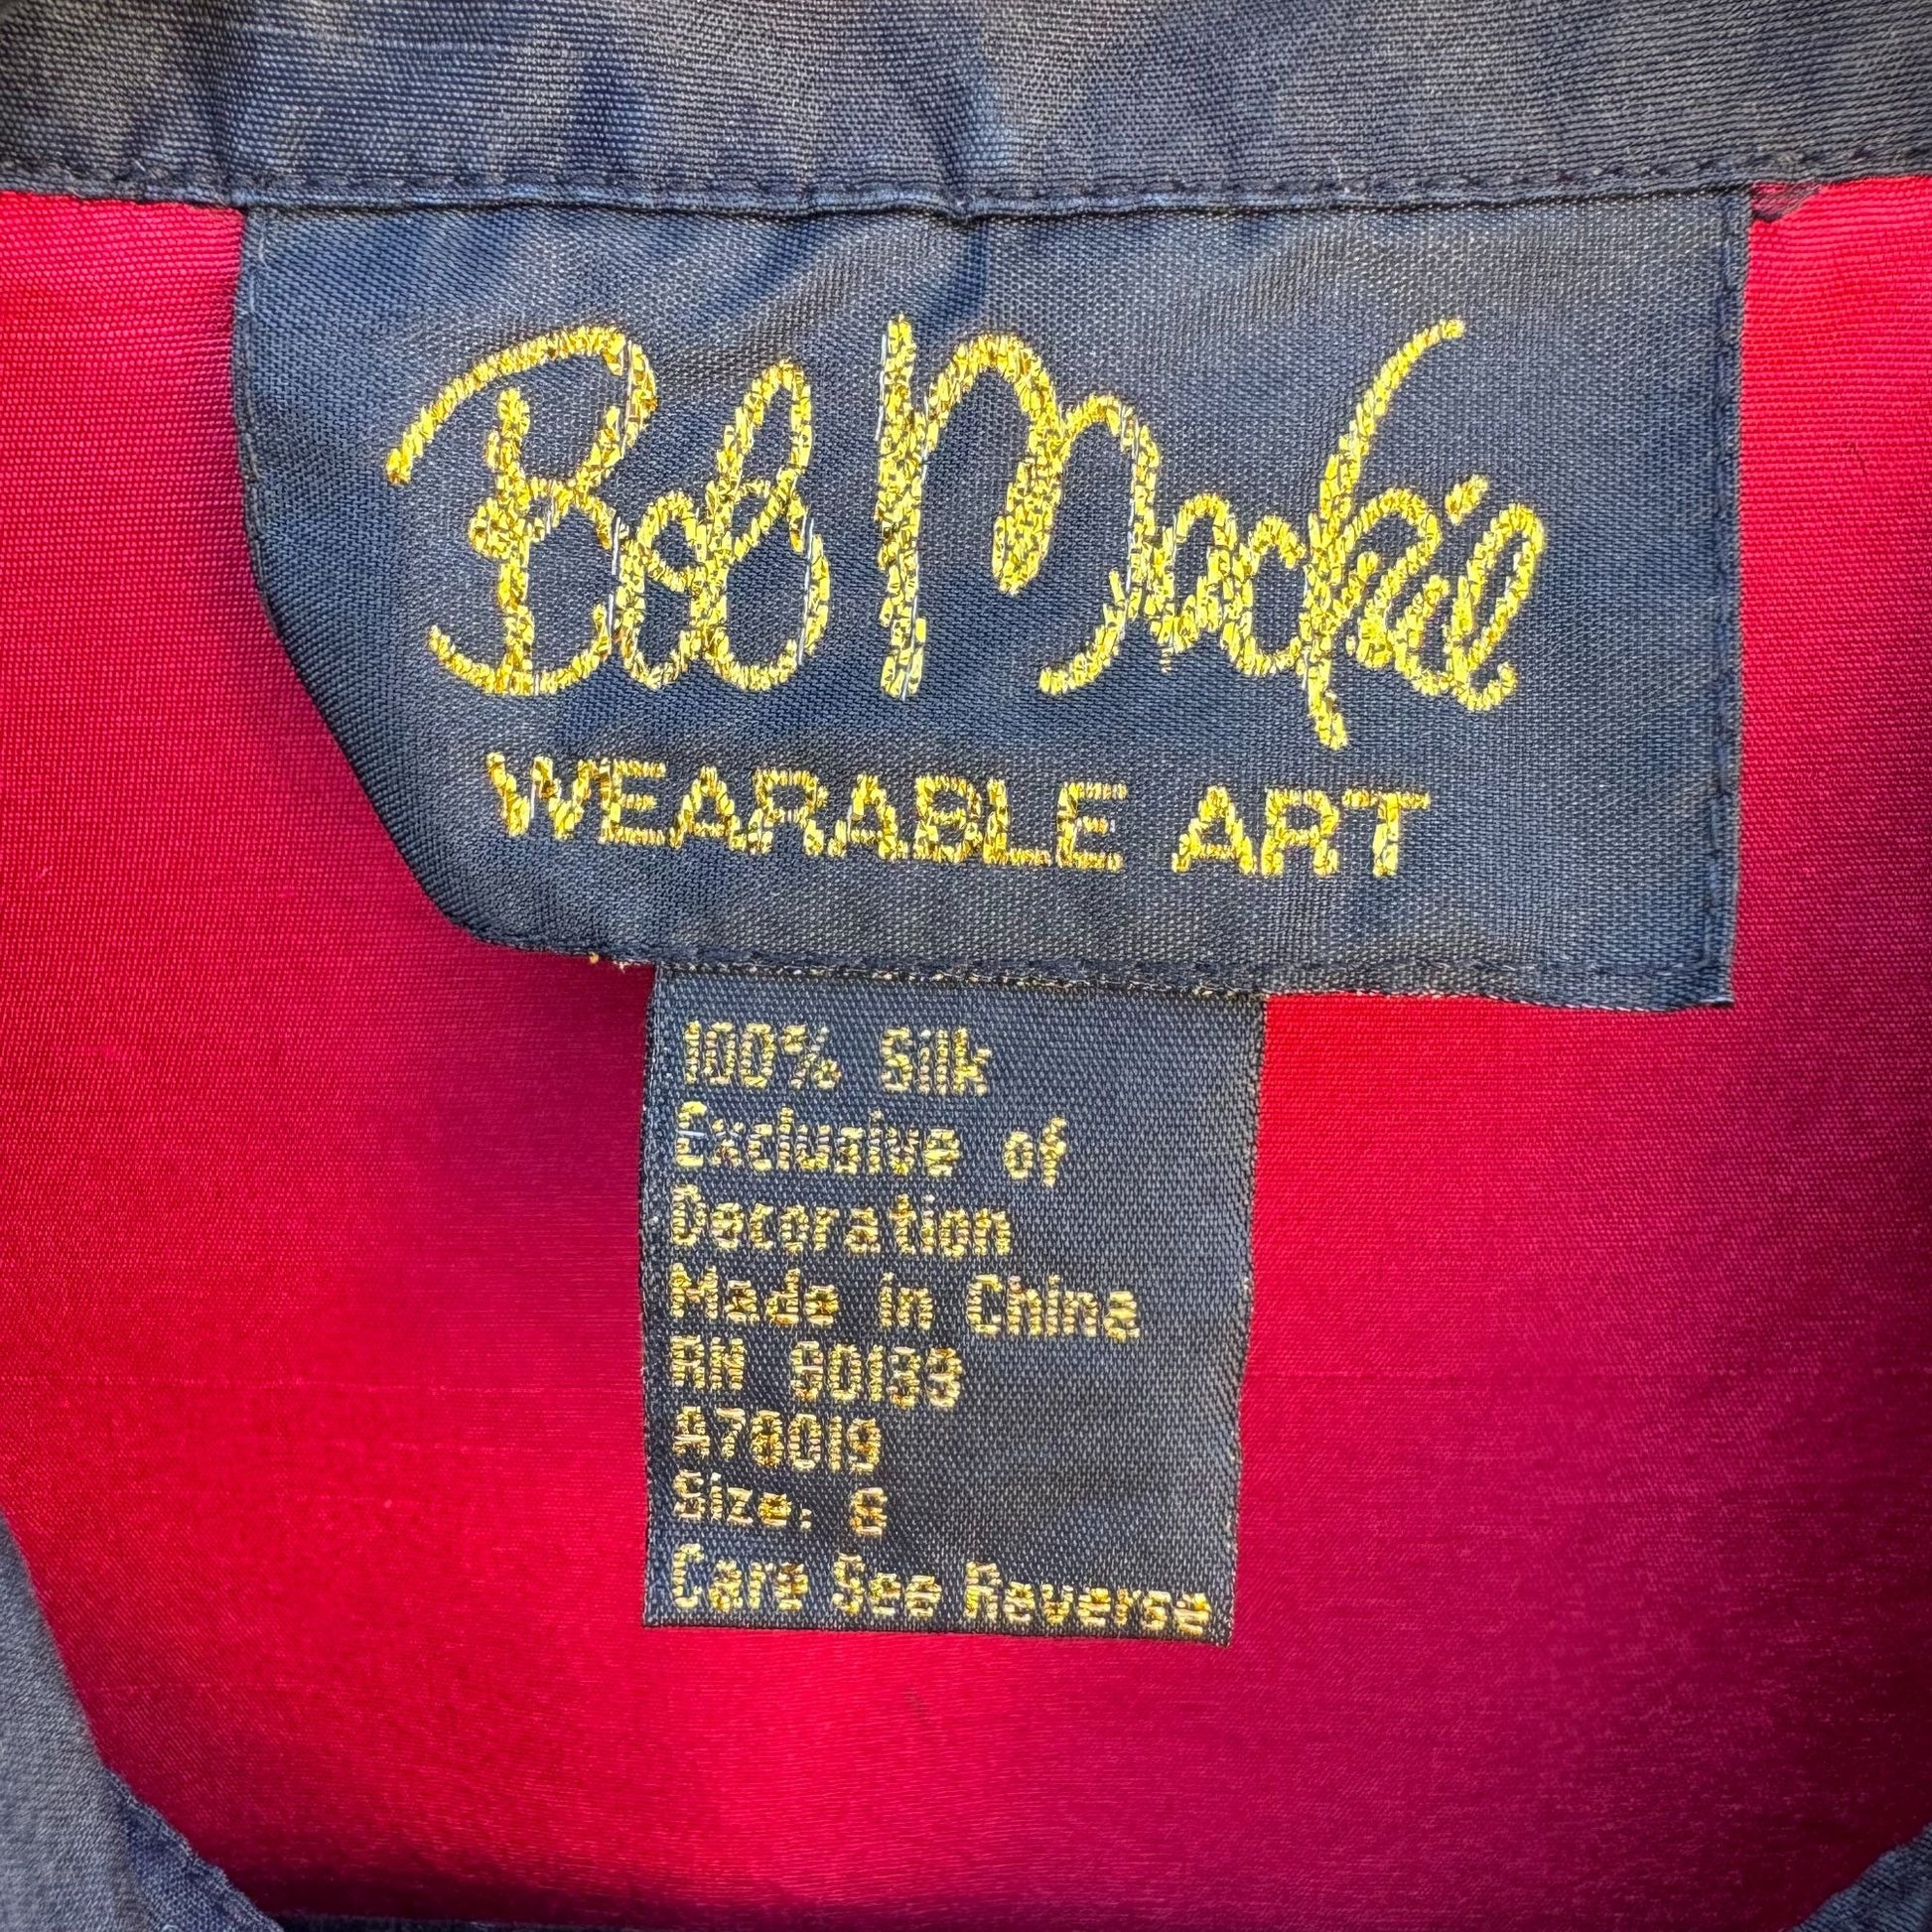 Bob Mackie
WEARABLE ART
100% Silk
Exclusive of
Decoration
Made in China
RN 90133
A78019
Size: S
Care See Reverse